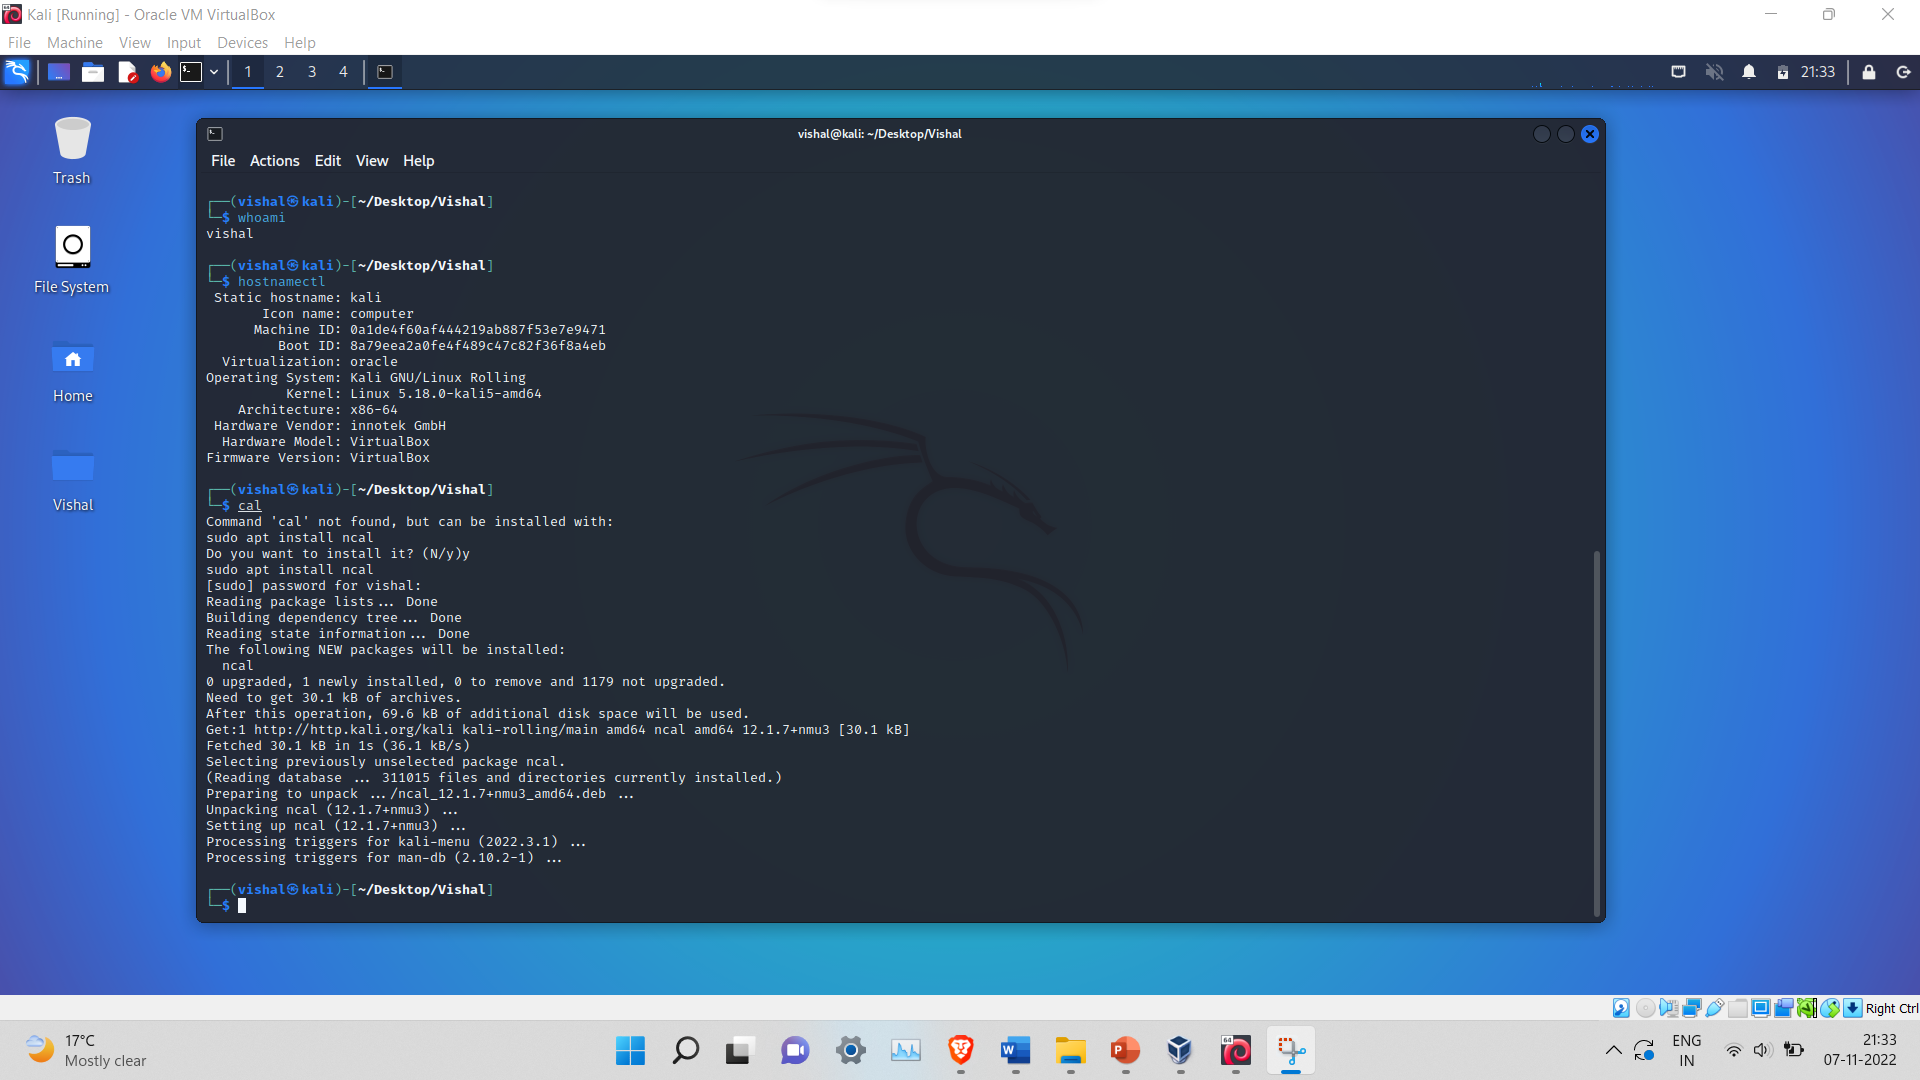 Kali [Running] - Oracle VM VirtualBox
File Machine View Input Devices Help
1 2 3 4
21:33
Trash
File System
Home
Vishal
vishal@kali: ~/Desktop/Vishal
File Actions Edit View Help
┌──(vishal㉿kali)-[~/Desktop/Vishal]
└─$ whoami
vishal
┌──(vishal㉿kali)-[~/Desktop/Vishal]
└─$ hostnamectl
Static hostname: kali
Icon name: computer
Machine ID: 0a1de4f60af444219ab887f53e7e9471
Boot ID: 8a79eea2a0fe4f489c47c82f36f8a4eb
Virtualization: oracle
Operating System: Kali GNU/Linux Rolling
Kernel: Linux 5.18.0-kali5-amd64
Architecture: x86-64
Hardware Vendor: innotek GmbH
Hardware Model: VirtualBox
Firmware Version: VirtualBox
┌──(vishal㉿kali)-[~/Desktop/Vishal]
└─$ cal
Command 'cal' not found, but can be installed with:
sudo apt install ncal
Do you want to install it? (N/y)y
sudo apt install ncal
[sudo] password for vishal:
Reading package lists... Done
Building dependency tree... Done
Reading state information... Done
The following NEW packages will be installed:
ncal
0 upgraded, 1 newly installed, 0 to remove and 1179 not upgraded.
Need to get 30.1 kB of archives.
After this operation, 69.6 kB of additional disk space will be used.
Get:1 http://http.kali.org/kali kali-rolling/main amd64 ncal amd64 12.1.7+nmu3 [30.1 kB]
Fetched 30.1 kB in 1s (36.1 kB/s)
Selecting previously unselected package ncal.
(Reading database ... 311015 files and directories currently installed.)
Preparing to unpack .../ncal_12.1.7+nmu3_amd64.deb ...
Unpacking ncal (12.1.7+nmu3) ...
Setting up ncal (12.1.7+nmu3) ...
Processing triggers for kali-menu (2022.3.1) ...
Processing triggers for man-db (2.10.2-1) ...
┌──(vishal㉿kali)-[~/Desktop/Vishal]
└─$
Right Ctrl
17°C
Mostly clear
ENG
IN
21:33
07-11-2022